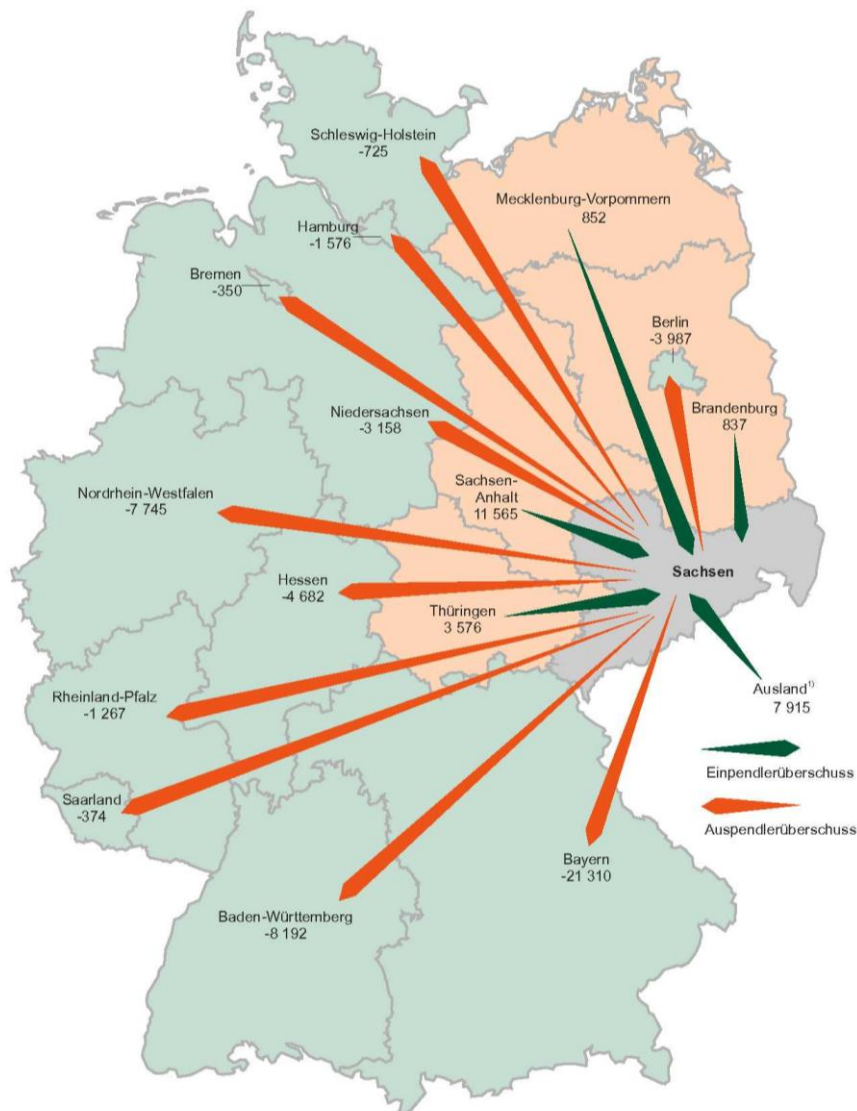 Schleswig-Holstein
-725
Mecklenburg-Vorpommern
852
Hamburg
-1 576
Bremen
-350
Berlin
-3 987
Niedersachsen
-3 158
Brandenburg
837
Sachsen-
Anhalt
11 565
Nordrhein-Westfalen
-7 745
Hessen
-4 682
Sachsen
Thüringen
3 576
Rheinland-Pfalz
-1 267
Ausland¹⁾
7 915
Einpendlerüberschuss
Auspendlerüberschuss
Saarland
-374
Bayern
-21 310
Baden-Württemberg
-8 192